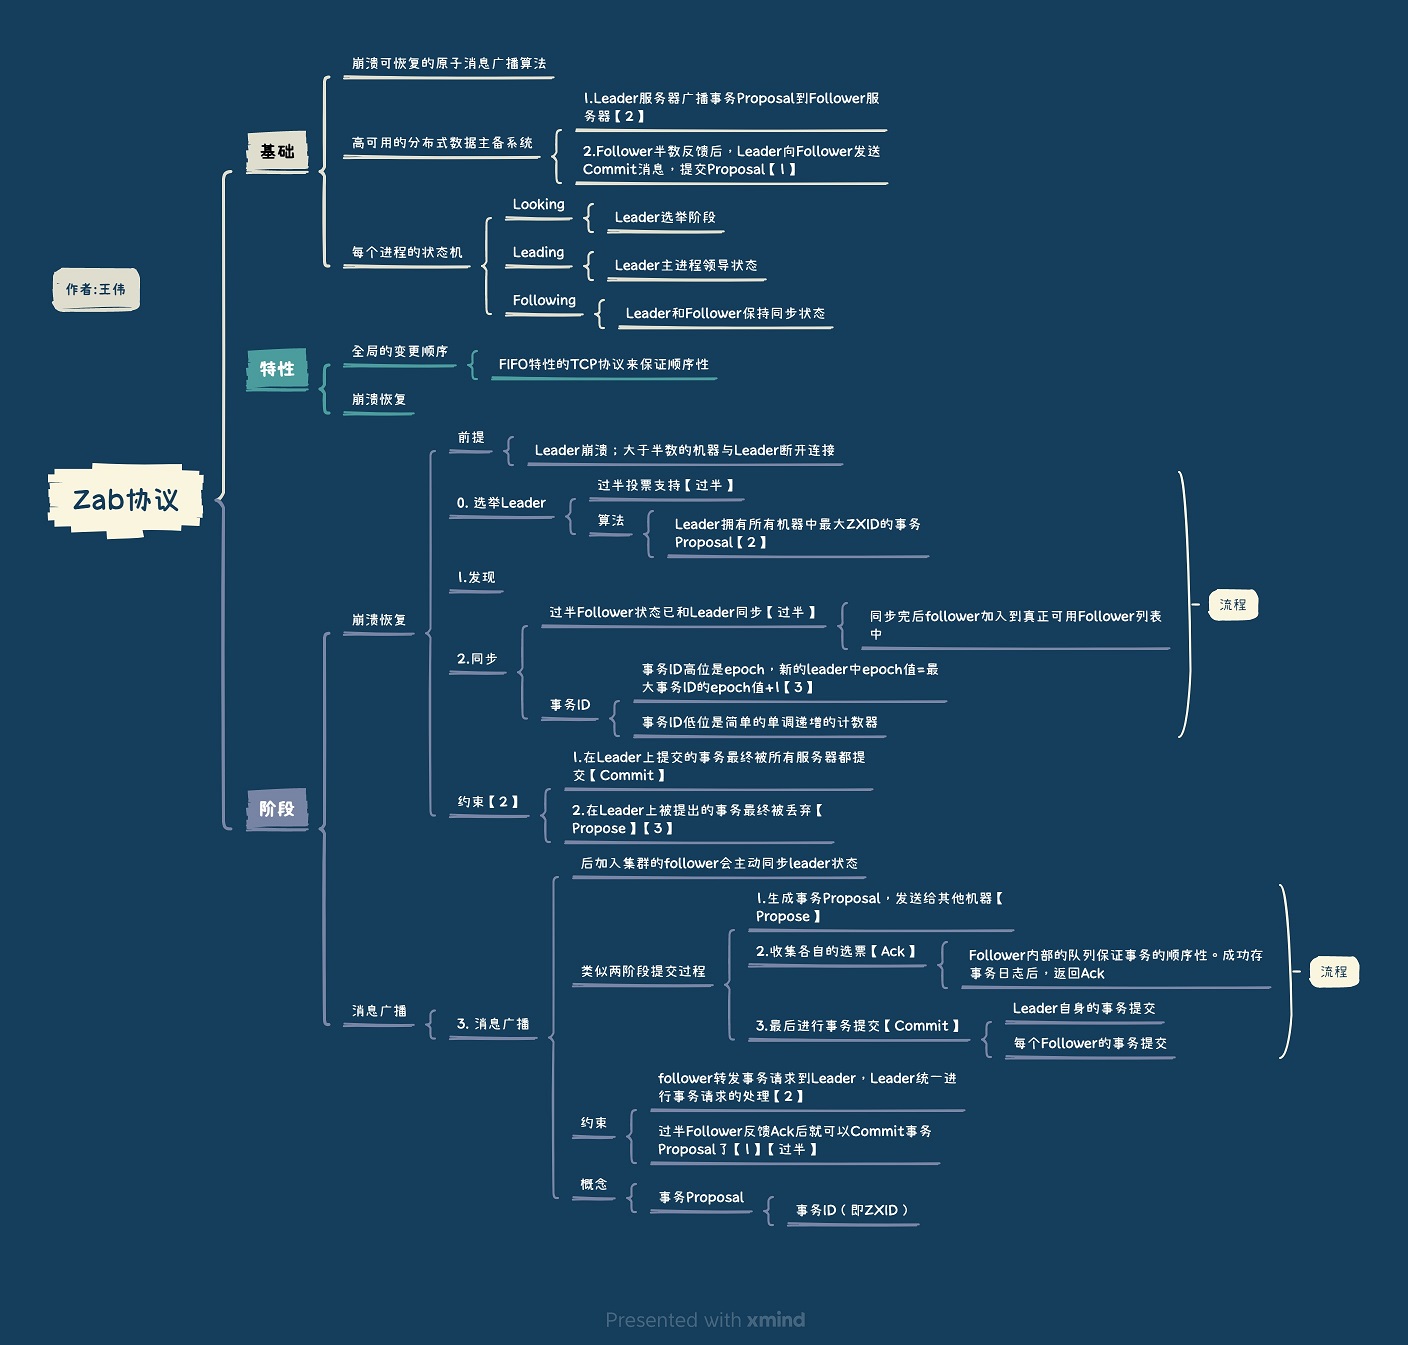 作者:王伟
Zab协议
基础
崩溃可恢复的原子消息广播算法
高可用的分布式数据主备系统
1.Leader服务器广播事务Proposal到Follower服
务器【2】
2.Follower半数反馈后，Leader向Follower发送
Commit消息，提交Proposal【1】
每个进程的状态机
Looking
Leader选举阶段
Leading
Leader主进程领导状态
Following
Leader和Follower保持同步状态
特性
全局的变更顺序
FIFO特性的TCP协议来保证顺序性
崩溃恢复
阶段
崩溃恢复
前提
Leader崩溃；大于半数的机器与Leader断开连接
0. 选举Leader
过半投票支持【过半】
算法
Leader拥有所有机器中最大ZXID的事务
Proposal【2】
1.发现
2.同步
过半Follower状态已和Leader同步【过半】
同步完后follower加入到真正可用Follower列表
中
事务ID
事务ID高位是epoch，新的leader中epoch值=最
大事务ID的epoch值+1【3】
事务ID低位是简单的单调递增的计数器
流程
约束【2】
1.在Leader上提交的事务最终被所有服务器都提
交【Commit】
2.在Leader上被提出的事务最终被丢弃【
Propose】【3】
消息广播
3. 消息广播
后加入集群的follower会主动同步leader状态
类似两阶段提交过程
1.生成事务Proposal，发送给其他机器【
Propose】
2.收集各自的选票【Ack】
Follower内部的队列保证事务的顺序性。成功存
事务日志后，返回Ack
3.最后进行事务提交【Commit】
Leader自身的事务提交
每个Follower的事务提交
流程
约束
follower转发事务请求到Leader，Leader统一进
行事务请求的处理【2】
过半Follower反馈Ack后就可以Commit事务
Proposal了【1】【过半】
概念
事务Proposal
事务ID（即ZXID）
Presented with xmind